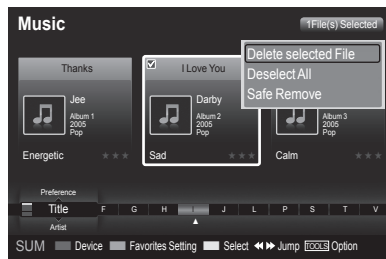 Music
1File(s) Selected
Delete selected File
Deselect All
Safe Remove
Thanks
Jee
Album 1
2005
Pop
Energetic
I Love You
Darby
Album 2
2005
Pop
Sad
Album 3
2005
Pop
Calm
Preference
Title
F G H I J L P S T V
Artist
SUM Device Favorites Setting Select Jump TOOLS Option